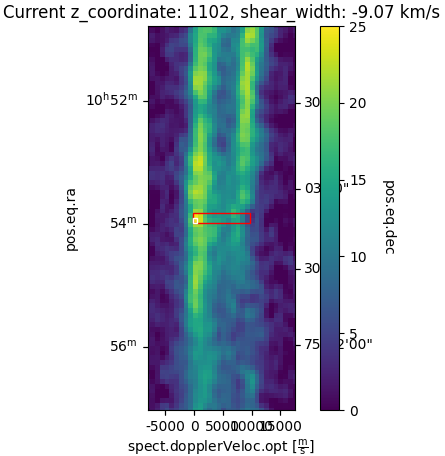 Current z_coordinate: 1102, shear_width: -9.07 km/s
25
10ʰ52ᵐ
30
20
pos.eq.ra
03
0"
15
pos.eq.dec
54ᵐ
30
10
75
2'00"
5
56ᵐ
0
-5000 0 5000 10000 15000
spect.dopplerVeloc.opt [m/s]